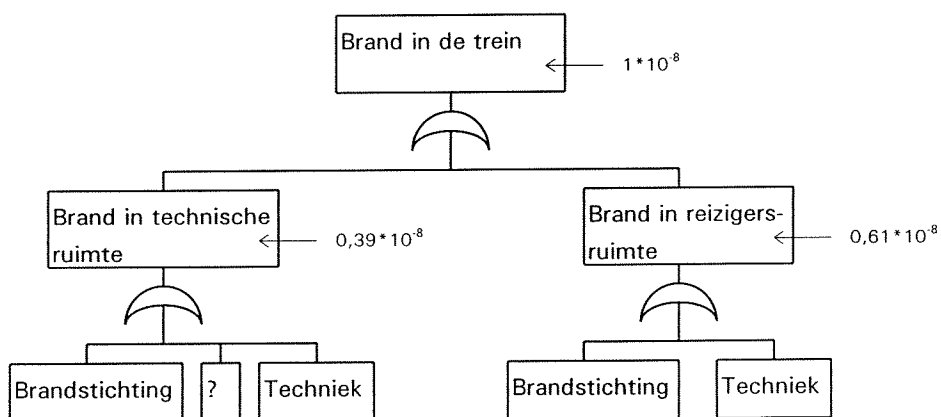 Brand in de trein
1*10⁻⁸
Brand in technische
ruimte
0,39*10⁻⁸
Brand in reizigers-
ruimte
0,61*10⁻⁸
Brandstichting
?
Techniek
Brandstichting
Techniek